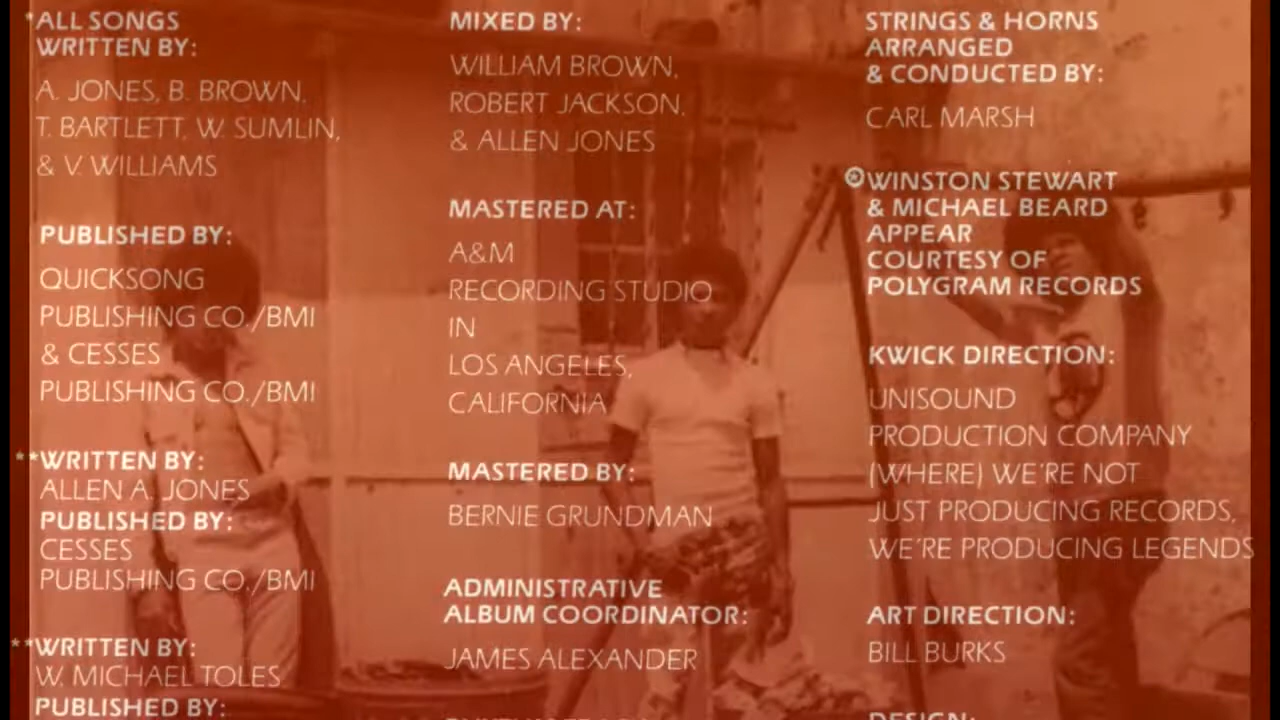 *ALL SONGS
WRITTEN BY:
A. JONES, B. BROWN,
T. BARTLETT, W. SUMLIN,
& V. WILLIAMS
PUBLISHED BY:
QUICKSONG
PUBLISHING CO./BMI
& CESSES
PUBLISHING CO./BMI
**WRITTEN BY:
ALLEN A. JONES
PUBLISHED BY:
CESSES
PUBLISHING CO./BMI
**WRITTEN BY:
W. MICHAEL TOLES
PUBLISHED BY:
MIXED BY:
WILLIAM BROWN,
ROBERT JACKSON,
& ALLEN JONES
MASTERED AT:
A&M
RECORDING STUDIO
IN
LOS ANGELES,
CALIFORNIA
MASTERED BY:
BERNIE GRUNDMAN
ADMINISTRATIVE
ALBUM COORDINATOR:
JAMES ALEXANDER
STRINGS & HORNS
ARRANGED
& CONDUCTED BY:
CARL MARSH
✪WINSTON STEWART
& MICHAEL BEARD
APPEAR
COURTESY OF
POLYGRAM RECORDS
KWICK DIRECTION:
UNISOUND
PRODUCTION COMPANY
(WHERE) WE'RE NOT
JUST PRODUCING RECORDS,
WE'RE PRODUCING LEGENDS
ART DIRECTION:
BILL BURKS
DESIGN: